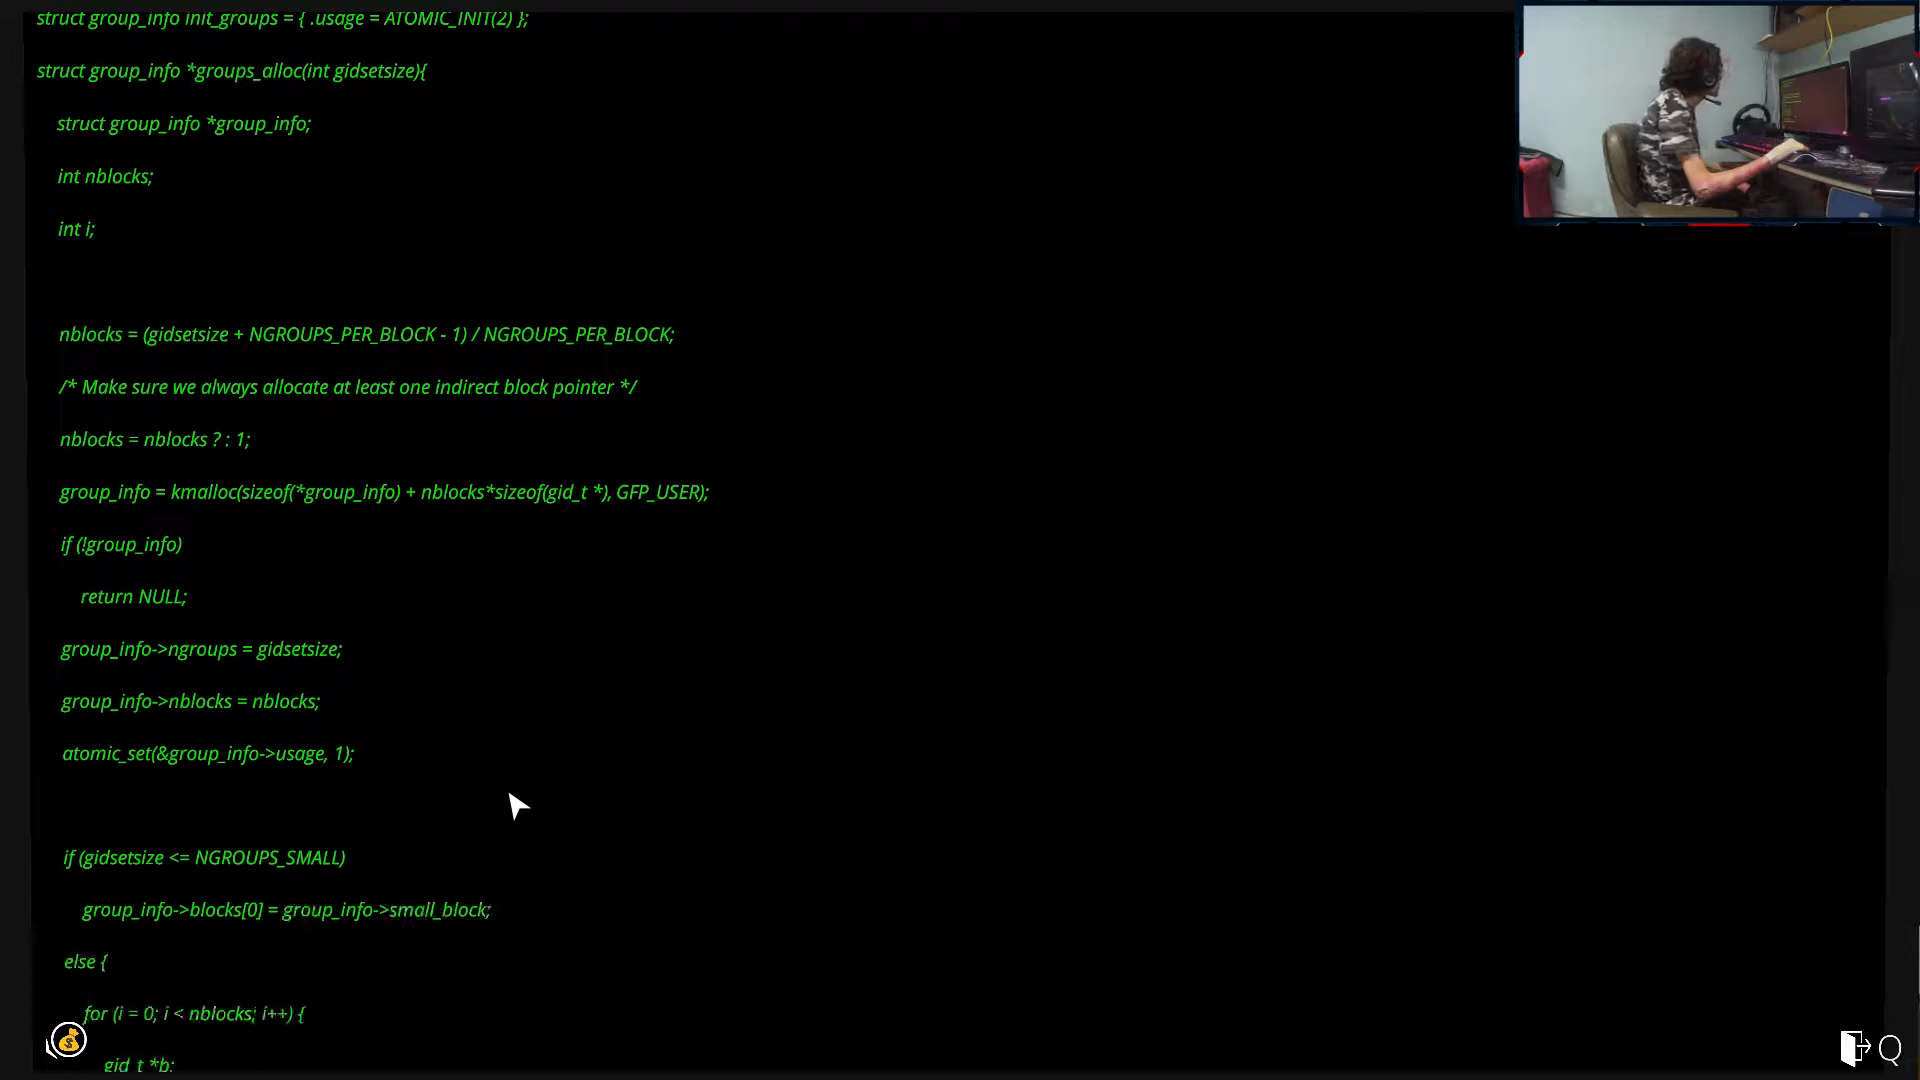 struct group_info init_groups = { .usage = ATOMIC_INIT(2) };
struct group_info *groups_alloc(int gidsetsize){
struct group_info *group_info;
int nblocks;
int i;
nblocks = (gidsetsize + NGROUPS_PER_BLOCK - 1) / NGROUPS_PER_BLOCK;
/* Make sure we always allocate at least one indirect block pointer */
nblocks = nblocks ? : 1;
group_info = kmalloc(sizeof(*group_info) + nblocks*sizeof(gid_t *), GFP_USER);
if (!group_info)
return NULL;
group_info->ngroups = gidsetsize;
group_info->nblocks = nblocks;
atomic_set(&group_info->usage, 1);
if (gidsetsize <= NGROUPS_SMALL)
group_info->blocks[0] = group_info->small_block;
else {
for (i = 0; i < nblocks; i++) {
gid_t *b;
Q